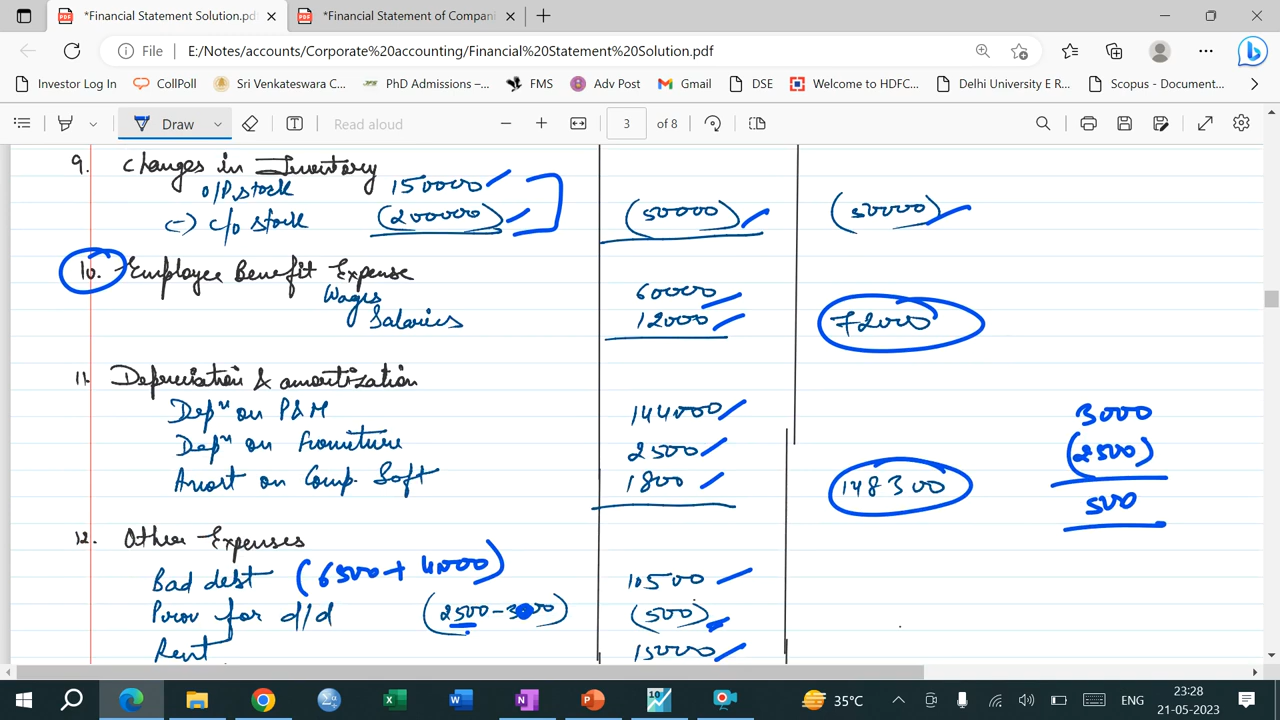 *Financial Statement Solution.pdf
*Financial Statement of Compani
File E:/Notes/accounts/Corporate%20accounting/Financial%20Statement%20Solution.pdf
Investor Log In CollPoll Sri Venkateswara C... PhD Admissions –... FMS Adv Post Gmail DSE Welcome to HDFC... Delhi University E R... Scopus - Document...
Draw Read aloud 3 of 8
9. Changes in Inventory
o/p. stock 150000
(-) c/o stock (200000) (50000) (50000)
10. Employee Benefit Expense
Wages 60000
Salaries 12000 72000
11. Depreciation & amortization
Depn on P&M 144000 3000
Depn on Furniture 2500 (2500)
Amort on Comp. Soft 1800 148300 500
12. Other Expenses
Bad debt (6500+4000) 10500
Prov for d/d (2500-3000) (500)
Rent 15000
35°C ENG 23:28
21-05-2023